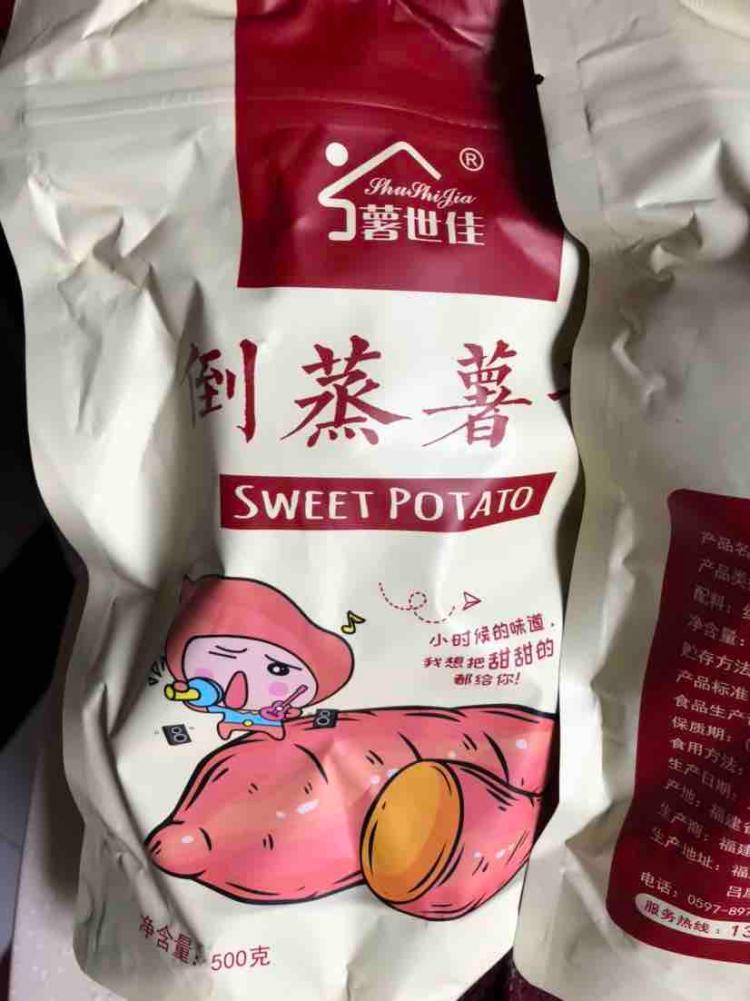 ®
ShuShiJia
薯世佳
倒蒸薯
SWEET POTATO
小时候的味道,
我想把甜甜的
都给你!
净含量: 500克
产品名
产品类
配料:
净含量:
贮存方法
产品标准
食品生产
保质期:
食用方法:
生产日期:
产地: 福建省
生产商: 福建
生产地址: 福
电话: 0597-897
服务热线: 13